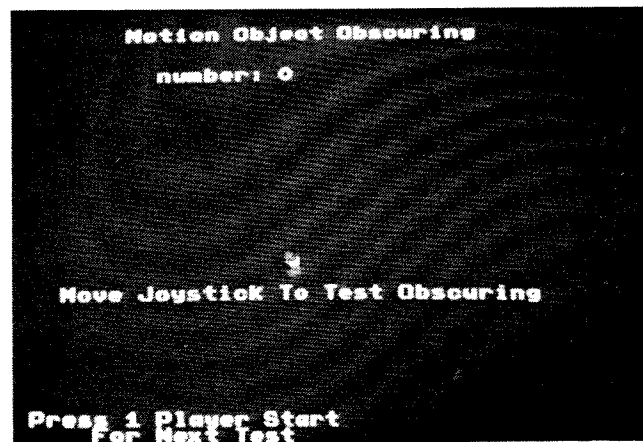 Motion Object Obscuring
number: 0
Move Joystick To Test Obscuring
Press 1 Player Start
For Next Test